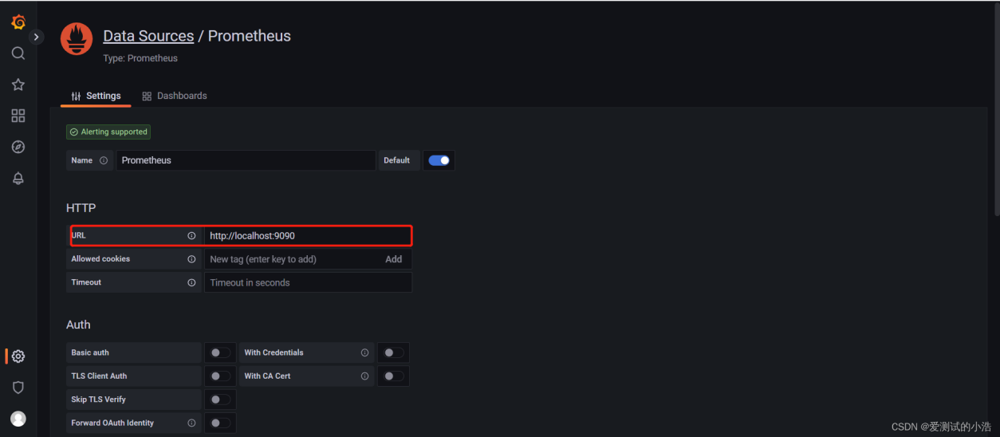 Data Sources / Prometheus
Type: Prometheus
Settings Dashboards
Alerting supported
Name Prometheus Default
HTTP
URL http://localhost:9090
Allowed cookies New tag (enter key to add) Add
Timeout Timeout in seconds
Auth
Basic auth With Credentials
TLS Client Auth With CA Cert
Skip TLS Verify
Forward OAuth Identity
CSDN @爱测试的小浩